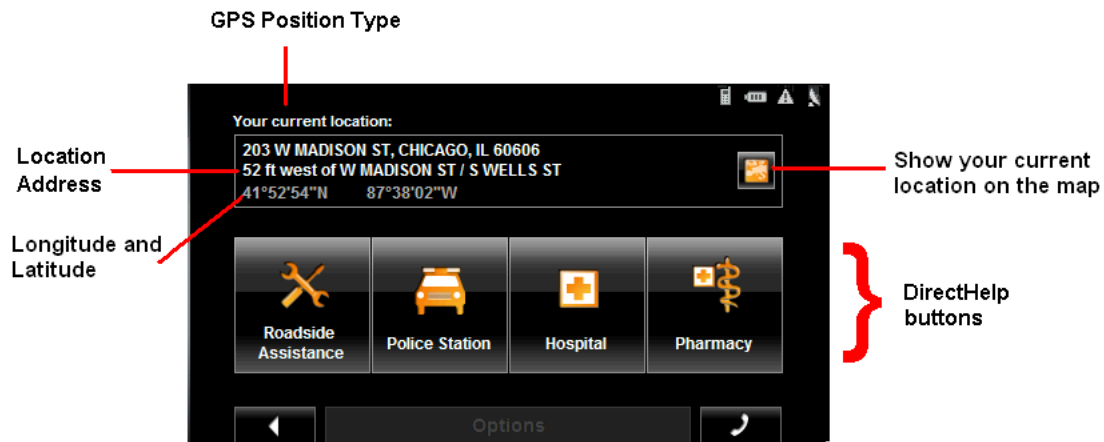 GPS Position Type
Your current location:
203 W MADISON ST, CHICAGO, IL 60606
52 ft west of W MADISON ST / S WELLS ST
41°52'54"N 87°38'02"W
Location
Address
Longitude and
Latitude
Show your current
location on the map
Roadside
Assistance
Police Station
Hospital
Pharmacy
DirectHelp
buttons
Options